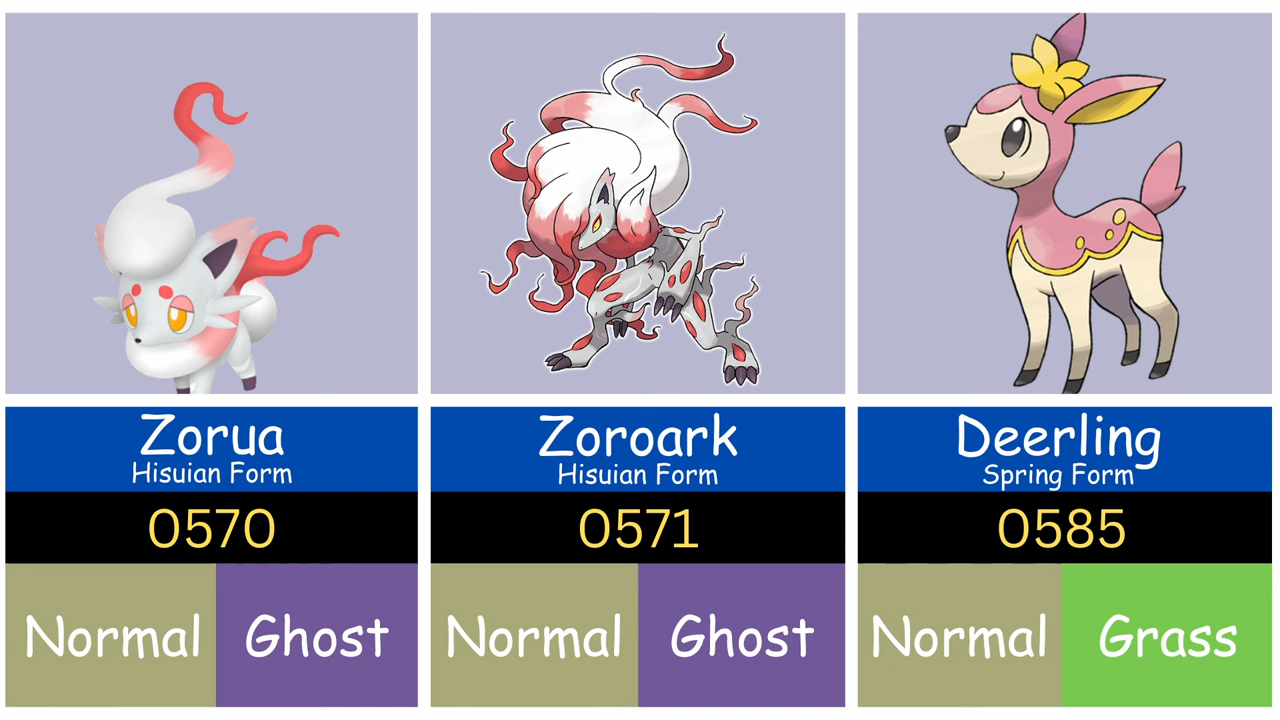 Zorua
Hisuian Form
0570
Normal Ghost
Zoroark
Hisuian Form
0571
Normal Ghost
Deerling
Spring Form
0585
Normal Grass